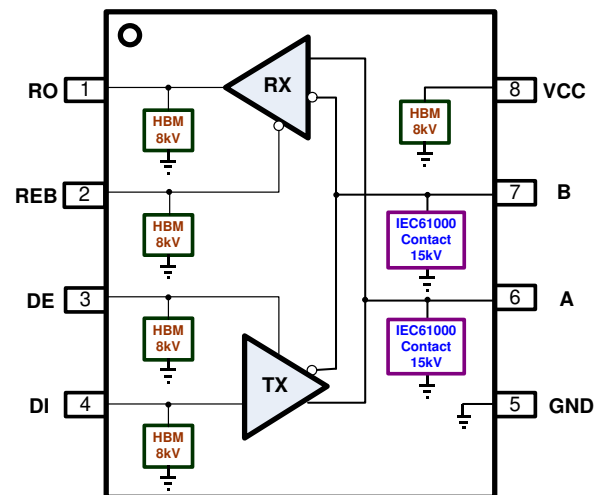 RO
1
HBM
8kV
REB
2
HBM
8kV
DE
3
HBM
8kV
DI
4
HBM
8kV
RX
TX
8
VCC
HBM
8kV
7
B
IEC61000
Contact
15kV
6
A
IEC61000
Contact
15kV
5
GND